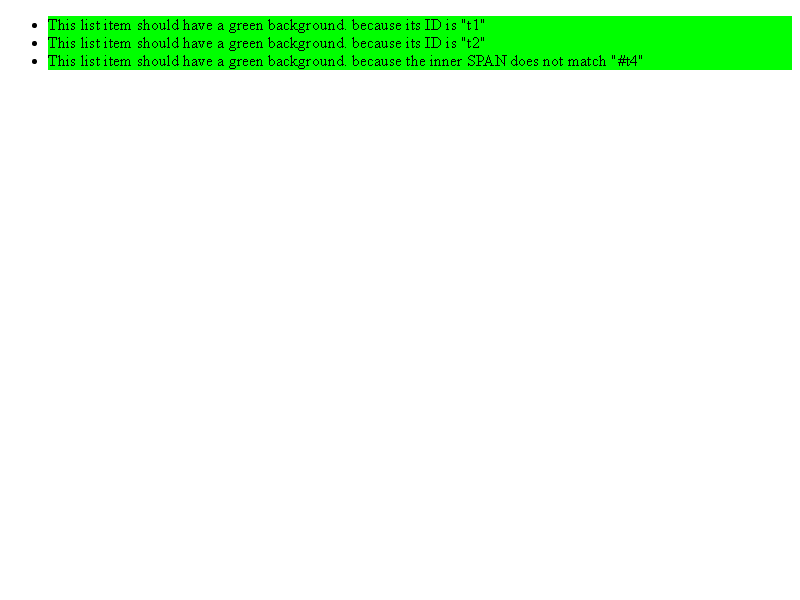 This list item should have a green background. because its ID is "t1"
This list item should have a green background. because its ID is "t2"
This list item should have a green background. because the inner SPAN does not match "#t4"